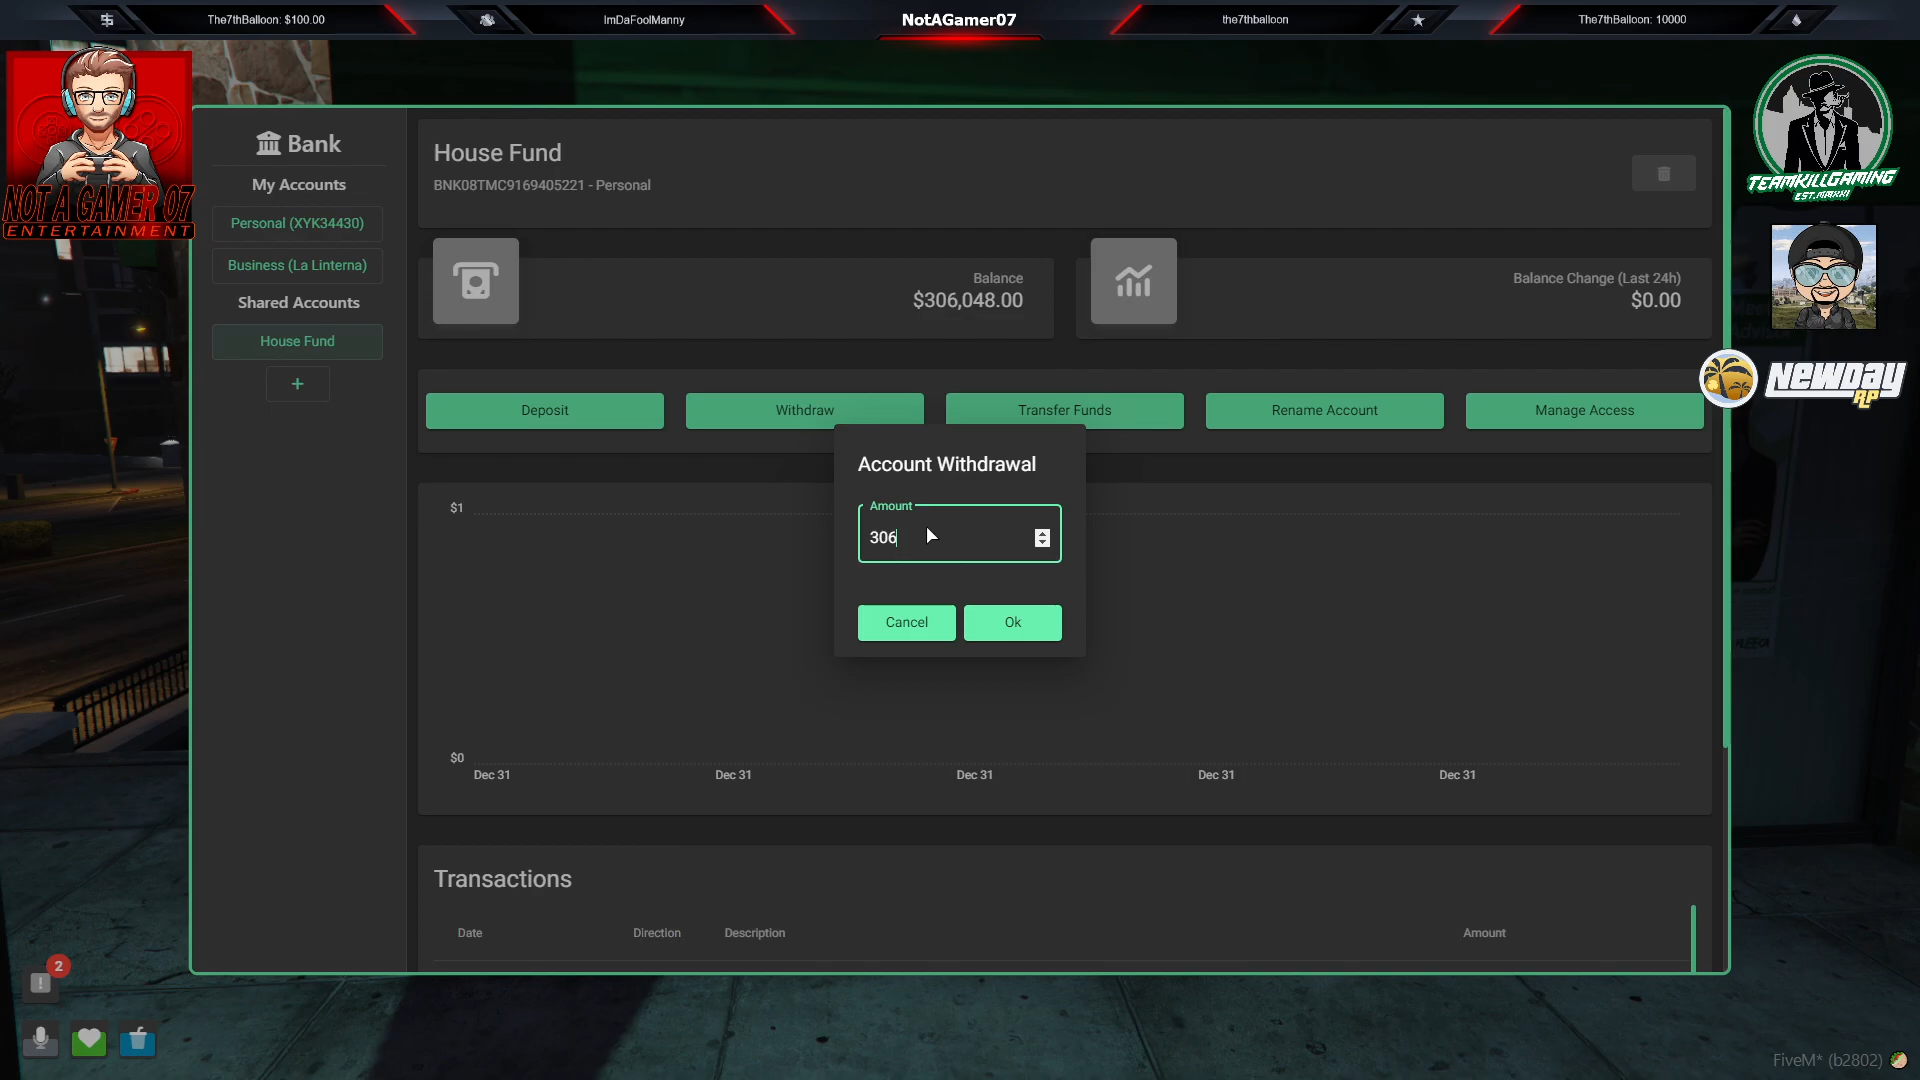 The7thBalloon: $100.00
ImDaFoolManny
NotAGamer07
the7thballoon
The7thBalloon: 10000
NOT A GAMER 07
ENTERTAINMENT
TEAMKILLGAMING
EST. MMXXI
NEWDAY
RP
Bank
My Accounts
Personal (XYK34430)
Business (La Linterna)
Shared Accounts
House Fund
+
House Fund
BNK08TMC9169405221 - Personal
Balance
$306,048.00
Balance Change (Last 24h)
$0.00
Deposit
Withdraw
Transfer Funds
Rename Account
Manage Access
Account Withdrawal
Amount
306
Cancel
Ok
$1
$0
Dec 31
Dec 31
Dec 31
Dec 31
Dec 31
Transactions
Date
Direction
Description
Amount
2
FiveM* (b2802)